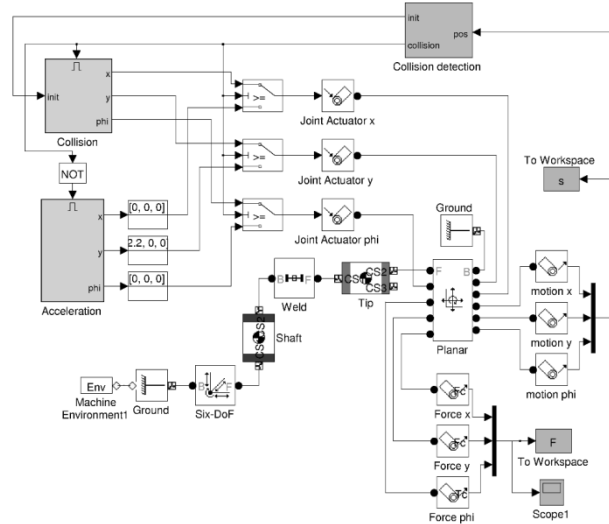 init
pos
collision
Collision detection
x
init
y
phi
Collision
>=
Joint Actuator x
NOT
>=
Joint Actuator y
To Workspace
s
x
[0, 0, 0]
y
2.2, 0, 0
phi
[0, 0, 0]
Acceleration
>=
Joint Actuator phi
Ground
B
F
Weld
CS1
CS2
CS3
Tip
F
B
Planar
motion x
motion y
motion phi
CS1
CS2
Shaft
Env
Machine
Environment1
Ground
B
F
Six-DoF
Fc
Force x
Fc
Force y
Tc
Force phi
F
To Workspace
Scope1